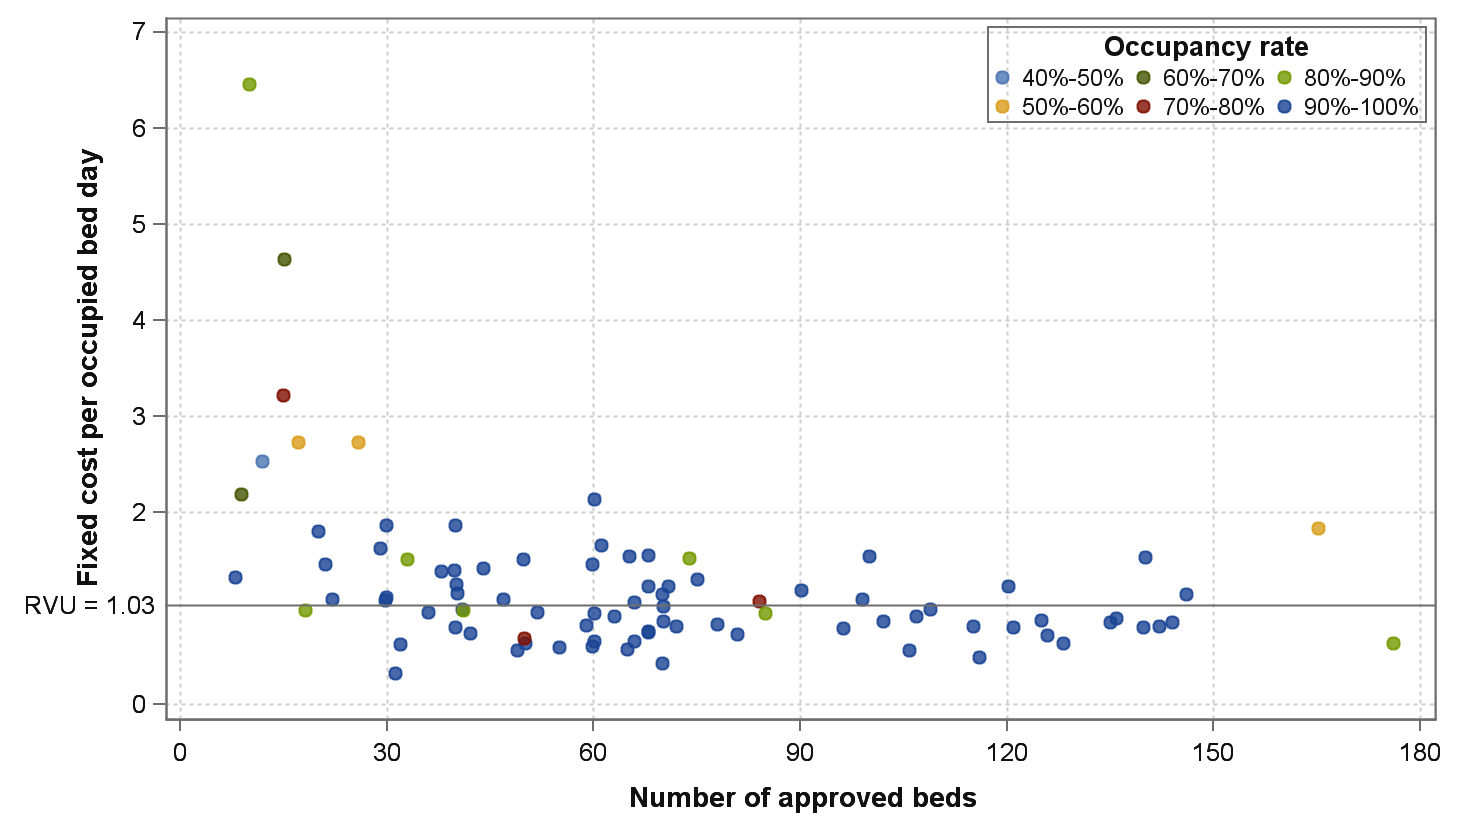 Occupancy rate
40%-50% 60%-70% 80%-90%
50%-60% 70%-80% 90%-100%
Fixed cost per occupied bed day
7
6
5
4
3
2
RVU = 1.03
0
0 30 60 90 120 150 180
Number of approved beds